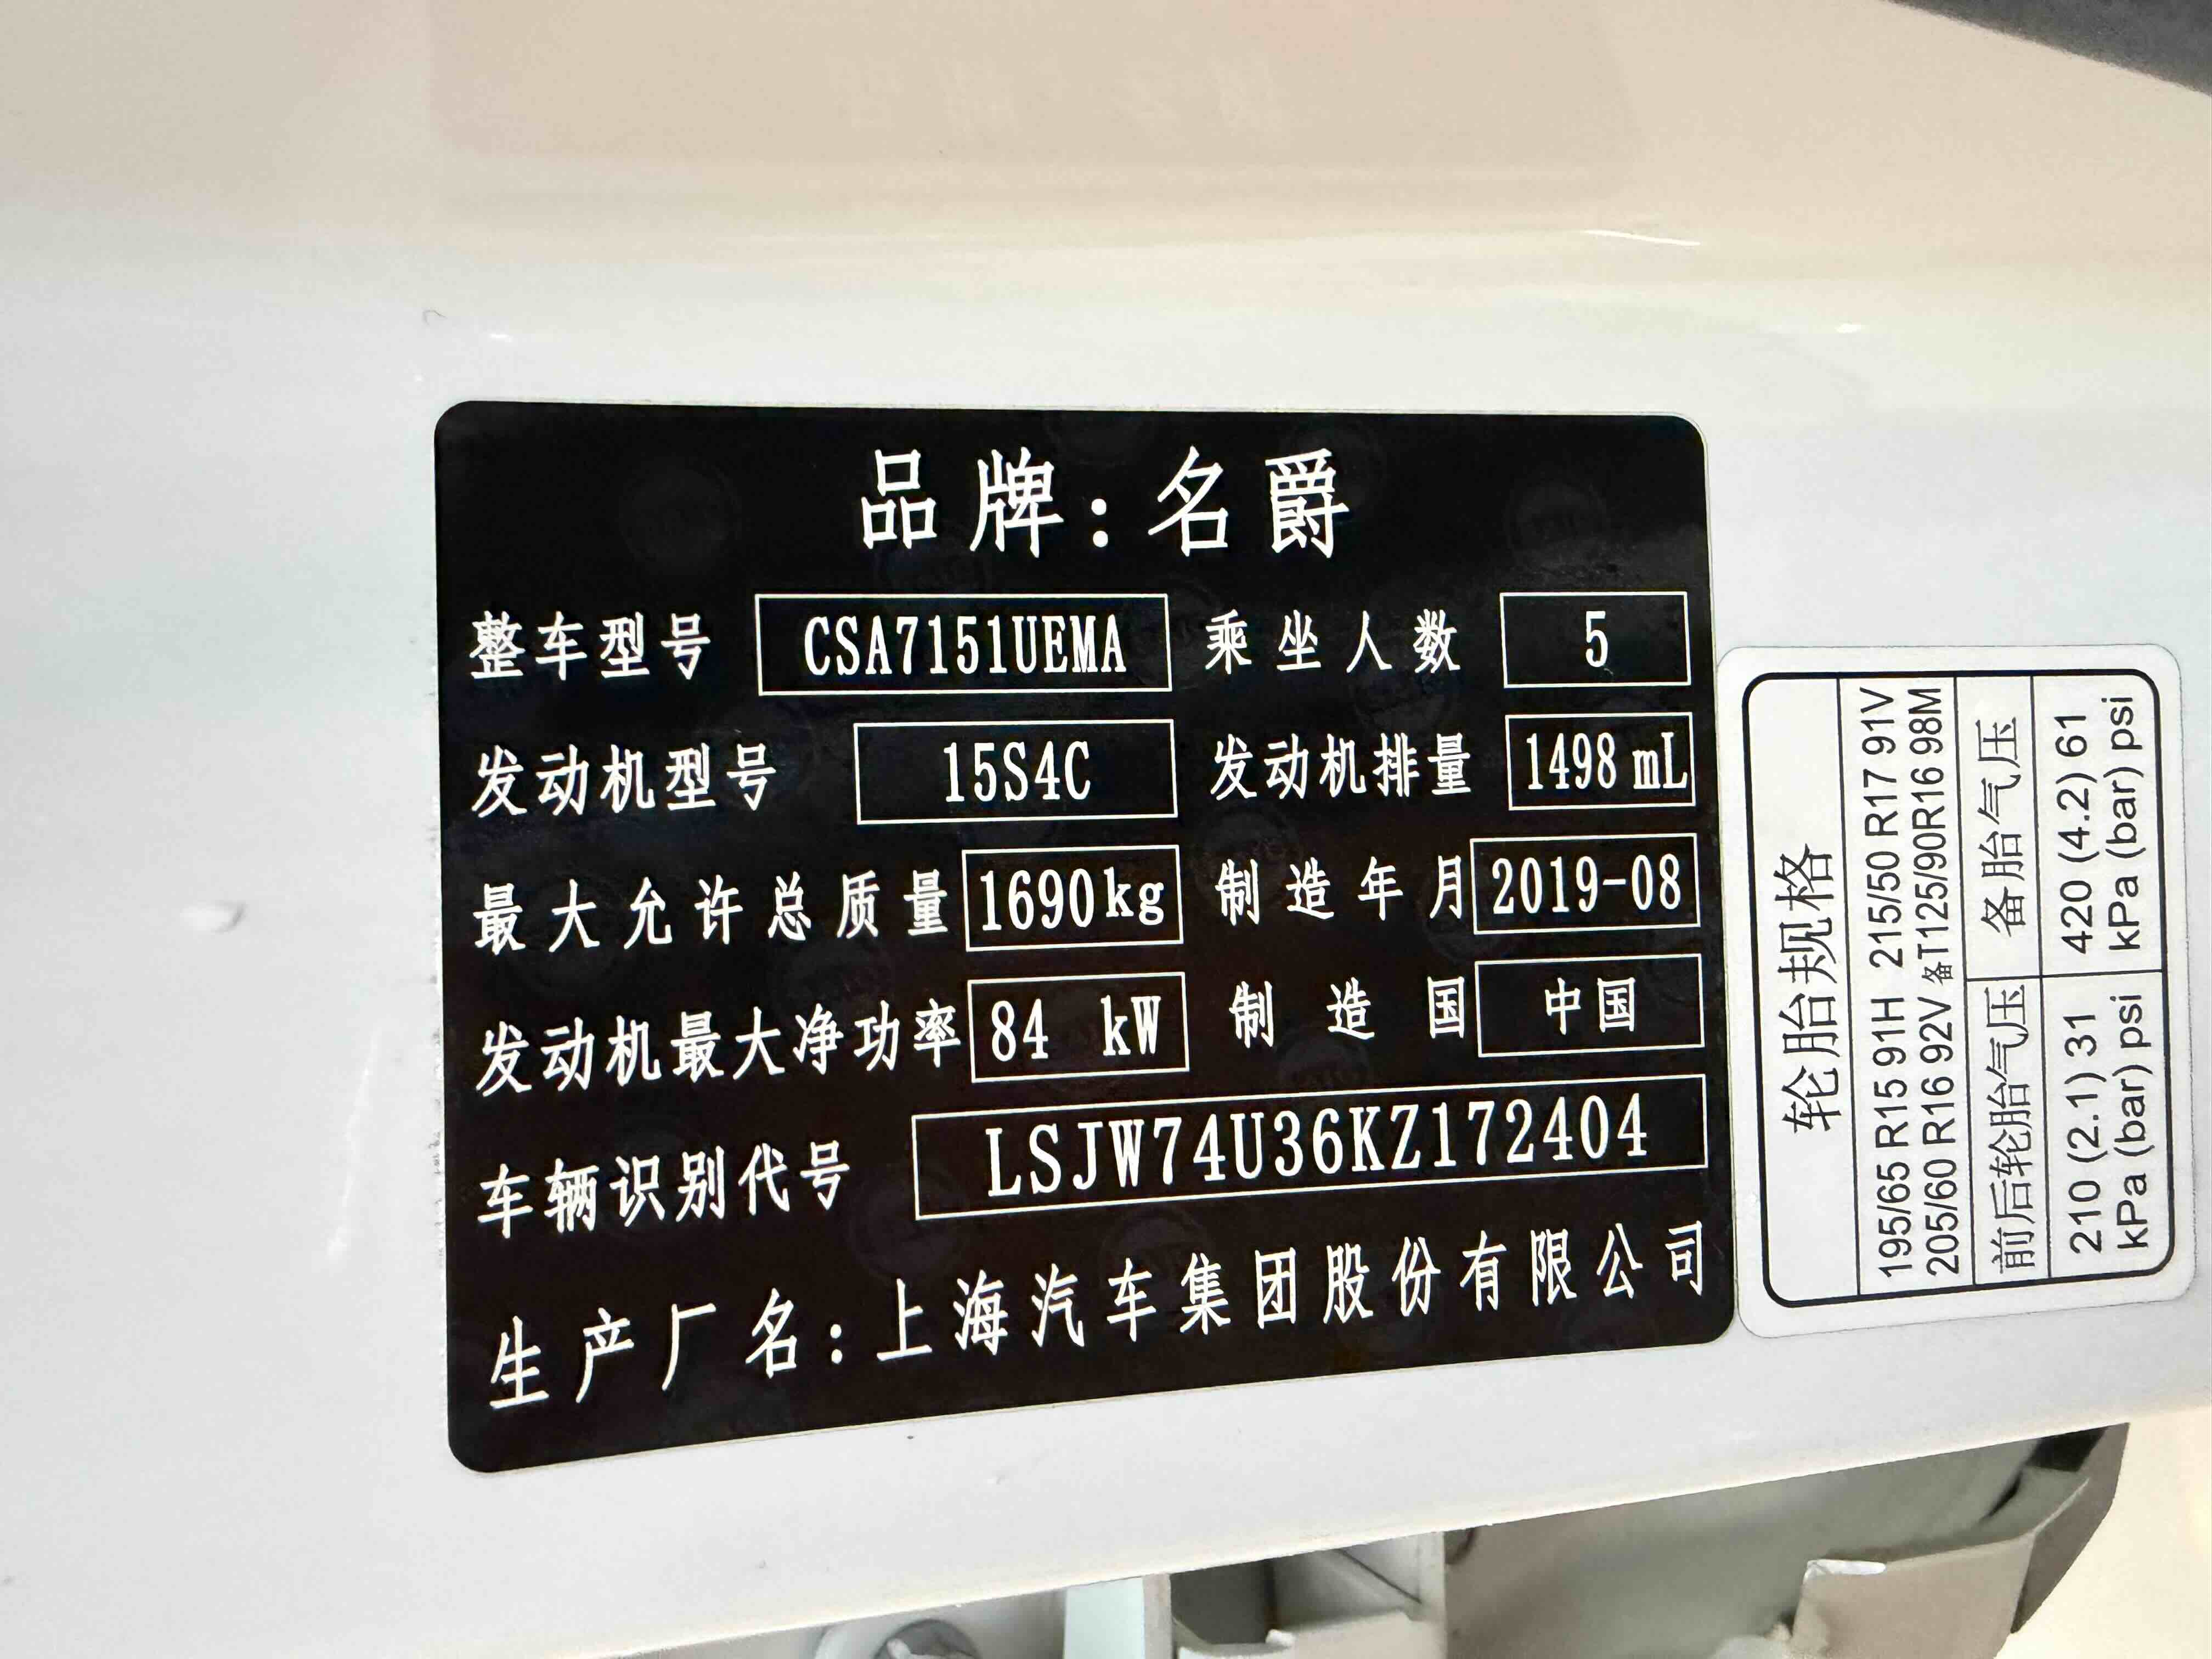 品牌:名爵
整车型号 CSA7151UEMA 乘坐人数 5
发动机型号 15S4C 发动机排量 1498 mL
最大允许总质量 1690kg 制造年月 2019-08
发动机最大净功率 84 kW 制造国 中国
车辆识别代号 LSJW74U36KZ172404
生产厂名:上海汽车集团股份有限公司
轮胎规格
195/65 R15 91H 215/50 R17 91V
205/60 R16 92V 备T125/90R16 98M
前后轮胎气压 备胎气压
210 (2.1) 31 420 (4.2) 61
kPa (bar) psi kPa (bar) psi